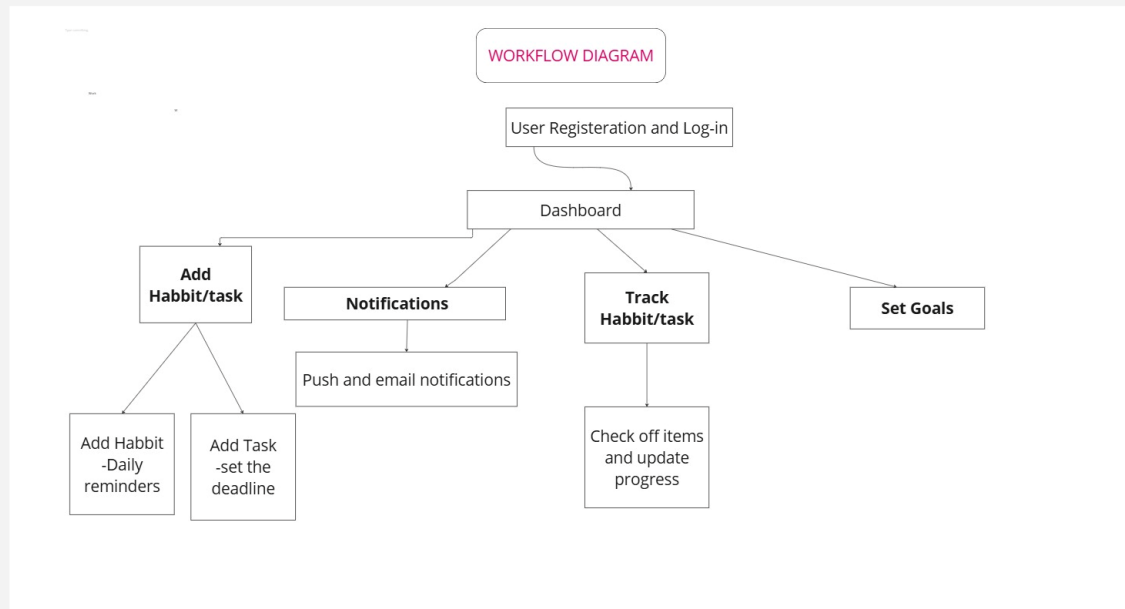 WORKFLOW DIAGRAM
User Registeration and Log-in
Dashboard
Add
Habbit/task
Notifications
Track
Habbit/task
Set Goals
Push and email notifications
Add Habbit
-Daily
reminders
Add Task
-set the
deadline
Check off items
and update
progress